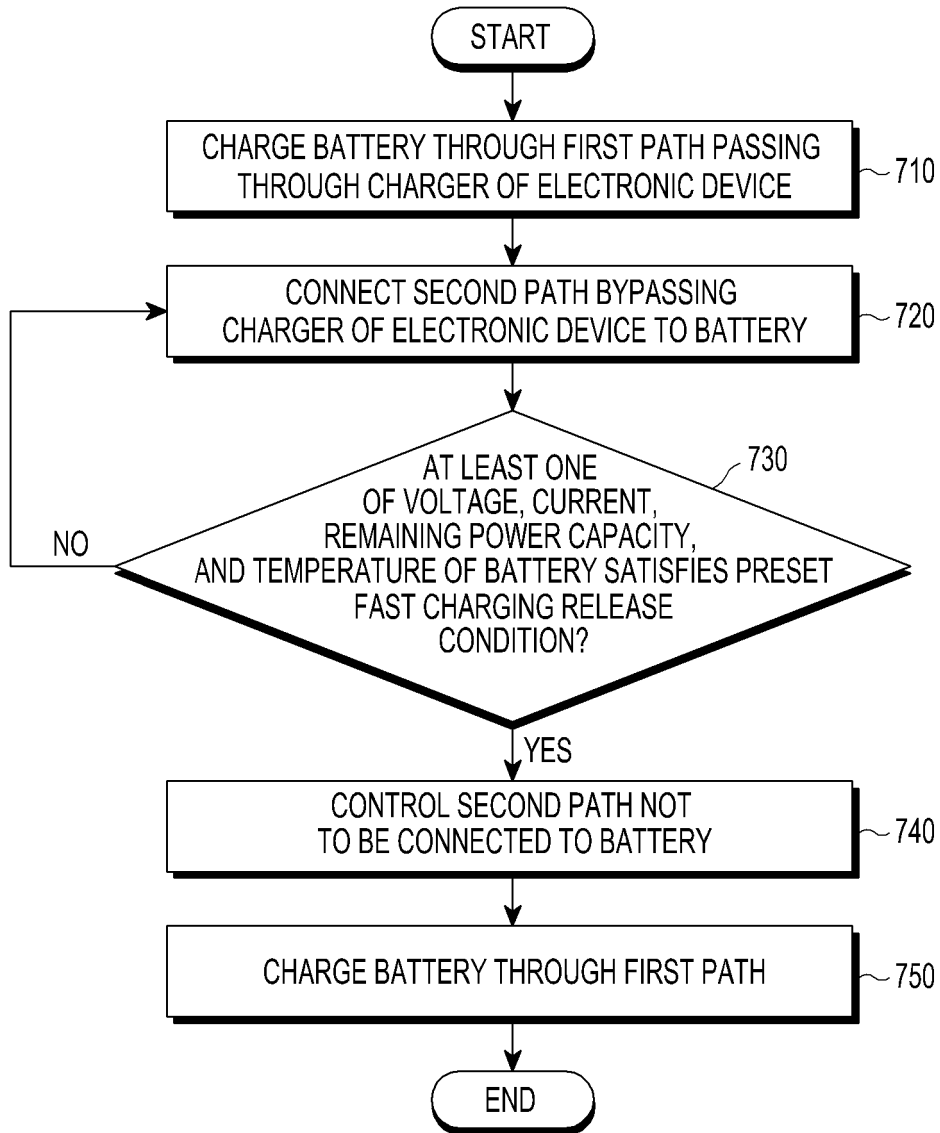 START
CHARGE BATTERY THROUGH FIRST PATH PASSING
THROUGH CHARGER OF ELECTRONIC DEVICE
710
CONNECT SECOND PATH BYPASSING
CHARGER OF ELECTRONIC DEVICE TO BATTERY
720
730
AT LEAST ONE
OF VOLTAGE, CURRENT,
REMAINING POWER CAPACITY,
AND TEMPERATURE OF BATTERY SATISFIES PRESET
FAST CHARGING RELEASE
CONDITION?
NO
YES
CONTROL SECOND PATH NOT
TO BE CONNECTED TO BATTERY
740
CHARGE BATTERY THROUGH FIRST PATH
750
END